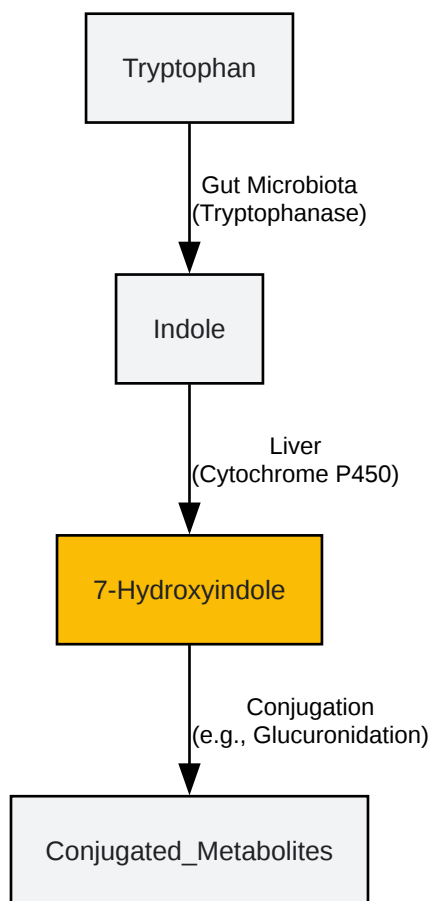 Tryptophan
Gut Microbiota
(Tryptophanase)
Indole
Liver
(Cytochrome P450)
7-Hydroxyindole
Conjugation
(e.g., Glucuronidation)
Conjugated_Metabolites